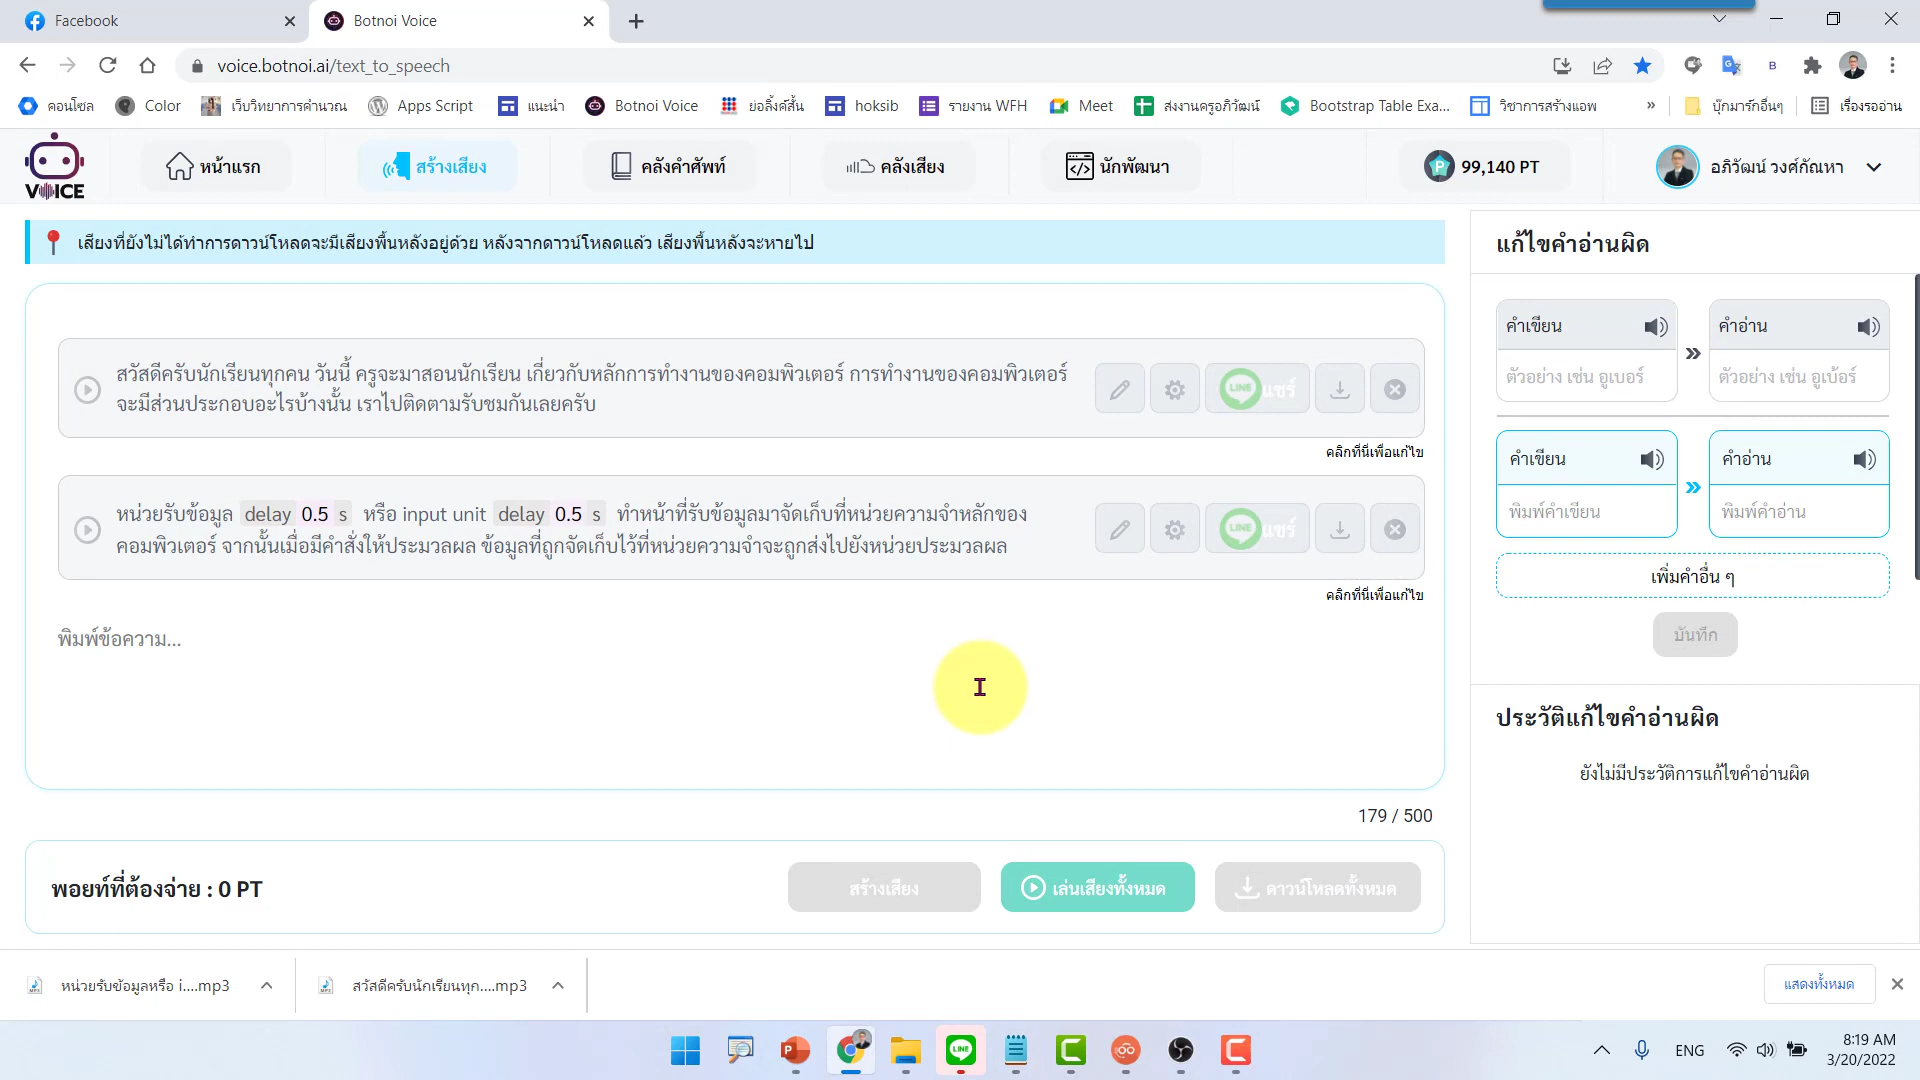 Facebook
Botnoi Voice
voice.botnoi.ai/text_to_speech
คอนโซล
Color
เว็บวิทยาการคำนวณ
Apps Script
แนะนำ
Botnoi Voice
ย่อลิ้งค์สั้น
hoksib
รายงาน WFH
Meet
ส่งงานครูอภิวัฒน์
Bootstrap Table Exa...
วิชาการสร้างแอพ
»
บุ๊กมาร์กอื่นๆ
เรื่องรออ่าน
VOICE
หน้าแรก
สร้างเสียง
คลังคำศัพท์
คลังเสียง
นักพัฒนา
99,140 PT
อภิวัฒน์ วงศ์กัณหา
เสียงที่ยังไม่ได้ทำการดาวน์โหลดจะมีเสียงพื้นหลังอยู่ด้วย หลังจากดาวน์โหลดแล้ว เสียงพื้นหลังจะหายไป
สวัสดีครับนักเรียนทุกคน วันนี้ ครูจะมาสอนนักเรียน เกี่ยวกับหลักการทำงานของคอมพิวเตอร์ การทำงานของคอมพิวเตอร์
จะมีส่วนประกอบอะไรบ้างนั้น เราไปติดตามรับชมกันเลยครับ
LINE แชร์
คลิกที่นี่เพื่อแก้ไข
หน่วยรับข้อมูล delay 0.5 s หรือ input unit delay 0.5 s ทำหน้าที่รับข้อมูลมาจัดเก็บที่หน่วยความจำหลักของ
คอมพิวเตอร์ จากนั้นเมื่อมีคำสั่งให้ประมวลผล ข้อมูลที่ถูกจัดเก็บไว้ที่หน่วยความจำจะถูกส่งไปยังหน่วยประมวลผล
LINE แชร์
คลิกที่นี่เพื่อแก้ไข
พิมพ์ข้อความ...
179 / 500
พอยท์ที่ต้องจ่าย : 0 PT
สร้างเสียง
เล่นเสียงทั้งหมด
ดาวน์โหลดทั้งหมด
แก้ไขคำอ่านผิด
คำเขียน
คำอ่าน
ตัวอย่าง เช่น อูเบอร์
ตัวอย่าง เช่น อูเบ้อร์
คำเขียน
คำอ่าน
พิมพ์คำเขียน
พิมพ์คำอ่าน
เพิ่มคำอื่น ๆ
บันทึก
ประวัติแก้ไขคำอ่านผิด
ยังไม่มีประวัติการแก้ไขคำอ่านผิด
หน่วยรับข้อมูลหรือ i....mp3
สวัสดีครับนักเรียนทุก....mp3
แสดงทั้งหมด
ENG
8:19 AM
3/20/2022